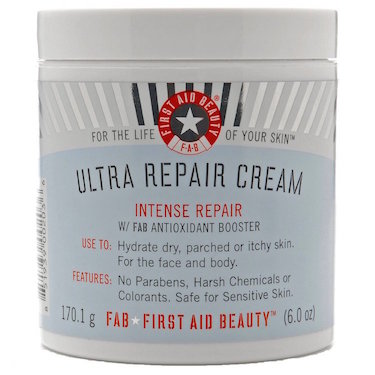 FIRST AID BEAUTY
F·A·B
FOR THE LIFE OF YOUR SKIN™
ULTRA REPAIR CREAM
INTENSE REPAIR
W/ FAB ANTIOXIDANT BOOSTER
USE TO: Hydrate dry, parched or itchy skin.
For the face and body.
FEATURES: No Parabens, Harsh Chemicals or
Colorants. Safe for Sensitive Skin.
170.1 g FAB★FIRST AID BEAUTY™ (6.0 oz)